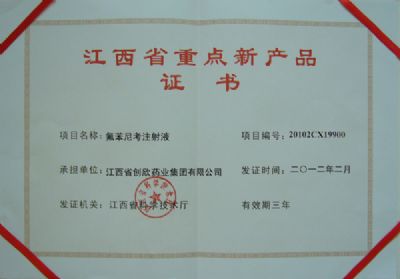 江西省重点新产品
证书
项目名称：氟苯尼考注射液
项目编号：20102CX19900
承担单位：江西省创欣药业集团有限公司
发证时间：二〇一二年二月
发证机关：江西省科学技术厅
有效期三年